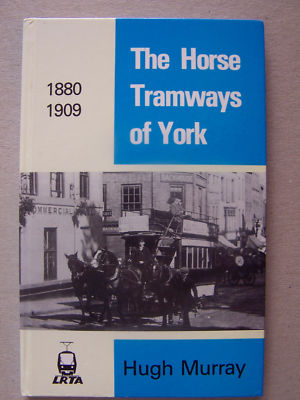 The Horse
Tramways
of York
1880
1909
COMMERCIAL
LRTA
Hugh Murray